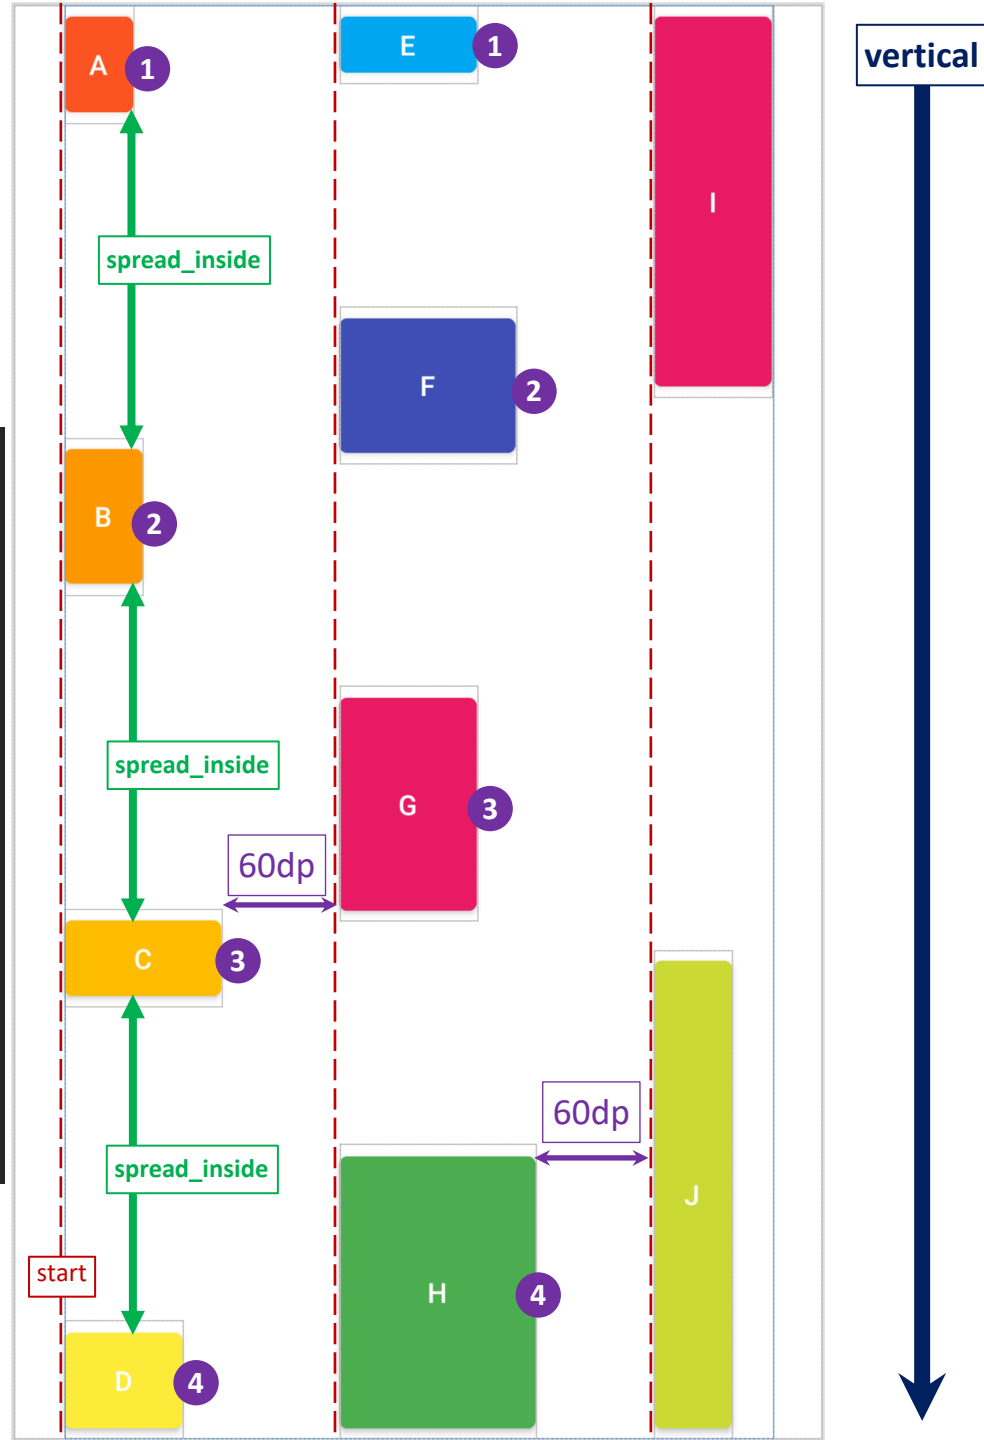 vertical
A
1
spread_inside
B
2
spread_inside
C
3
spread_inside
start
D
4
60dp
E
1
F
2
G
3
H
4
60dp
I
J